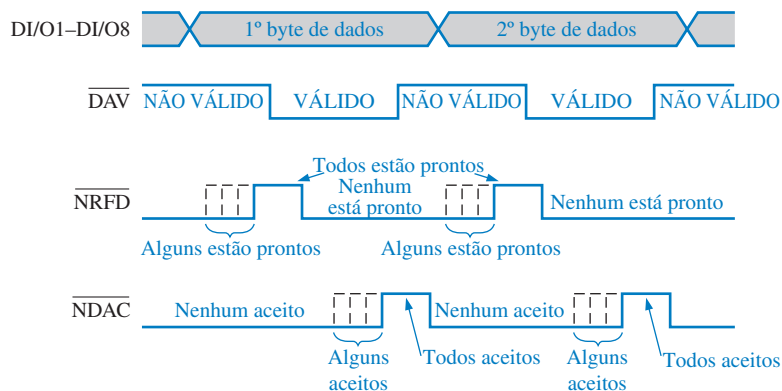 DI/O1–DI/O8
1º byte de dados
2º byte de dados
DAV
NÃO VÁLIDO
VÁLIDO
NÃO VÁLIDO
VÁLIDO
NÃO VÁLIDO
Todos estão prontos
NRFD
Nenhum
está pronto
Nenhum está pronto
Alguns estão prontos
Alguns estão prontos
NDAC
Nenhum aceito
Nenhum aceito
Alguns
aceitos
Todos aceitos
Alguns
aceitos
Todos aceitos